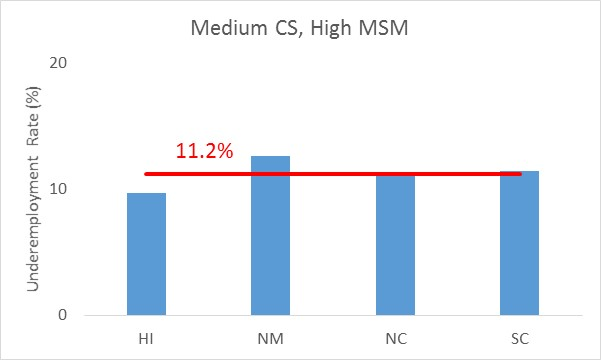 Medium CS, High MSM
20
11.2%
10
0
Underemployment Rate (%)
HI NM NC SC